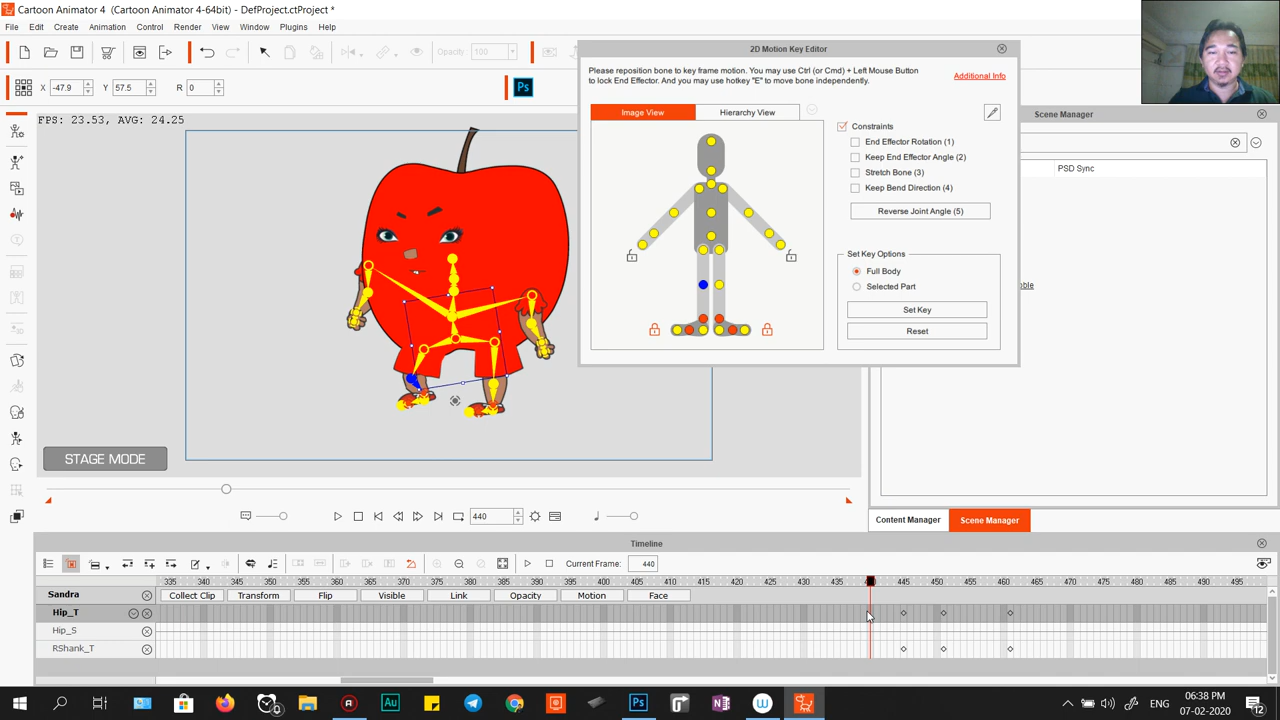 Cartoon Animator 4 (Cartoon Animator 4-64bit) - DefProject.ctProject *
File Edit Create Animation Control Render View Window Plugins Help
Opacity 100
X -47.9 Y 57.5 R 0 Ps
FPS: 23.53, AVG: 24.25
2D Motion Key Editor
Please reposition bone to key frame motion. You may use Ctrl (or Cmd) + Left Mouse Button
to lock End Effector. And you may use hotkey "E" to move bone independently.
Additional Info
Image View Hierarchy View
Constraints
End Effector Rotation (1)
Keep End Effector Angle (2)
Stretch Bone (3)
Keep Bend Direction (4)
Reverse Joint Angle (5)
Set Key Options
Full Body
Selected Part
Set Key
Reset
Scene Manager
PSD Sync
STAGE MODE
440
Content Manager Scene Manager
Timeline
Current Frame: 440
335 340 345 350 355 360 365 370 375 380 385 390 395 400 405 410 415 420 425 430 435 445 450 455 460 465 470 475 480 485 490 495
Sandra Collect Clip Transform Flip Visible Link Opacity Motion Face
Hip_T
Hip_S
RShank_T
Au Ps N W
ENG 06:38 PM
07-02-2020